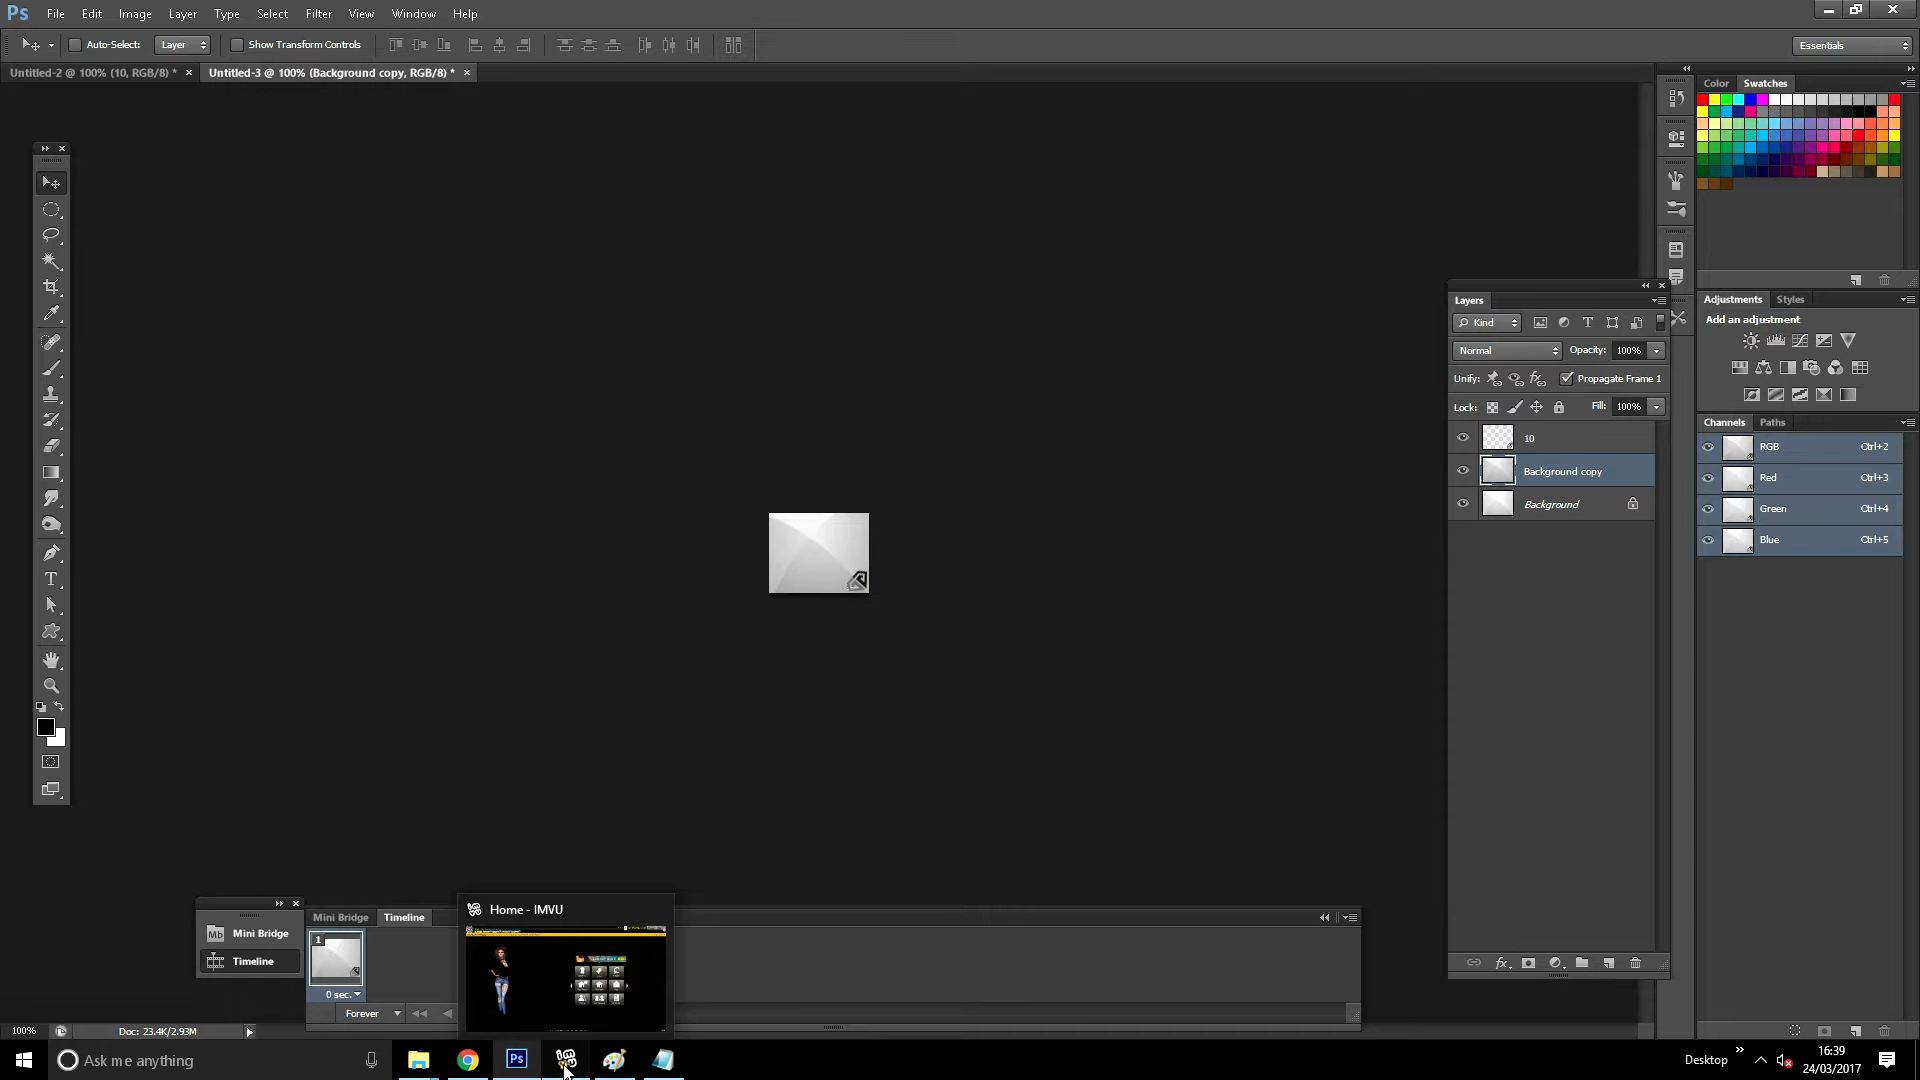 Ps File Edit Image Layer Type Select Filter View Window Help
Auto-Select: Layer Show Transform Controls Essentials
Untitled-2 @ 100% (10, RGB/8) * × Untitled-3 @ 100% (Background copy, RGB/8) * ×
Color Swatches
Layers
Kind
Normal Opacity: 100%
Unify: Propagate Frame 1
Lock: Fill: 100%
10
Background copy
Background
Adjustments Styles
Add an adjustment
Channels Paths
RGB Ctrl+2
Red Ctrl+3
Green Ctrl+4
Blue Ctrl+5
Mb Mini Bridge
Timeline
Mini Bridge Timeline
1
0 sec.
Forever
Home - IMVU
100% Doc: 23.4K/2.93M
Ask me anything
Ps
Desktop
16:39
24/03/2017